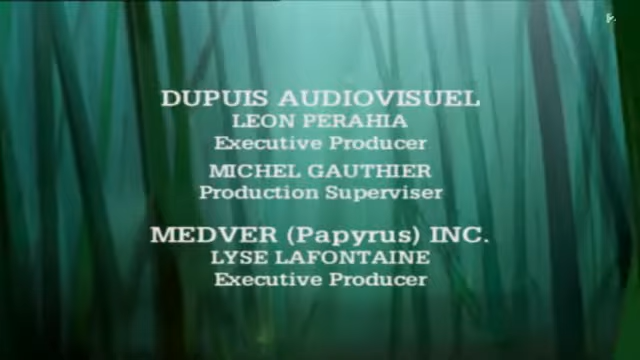 DUPUIS AUDIOVISUEL
LEON PERAHIA
Executive Producer
MICHEL GAUTHIER
Production Superviser
MEDVER (Papyrus) INC.
LYSE LAFONTAINE
Executive Producer